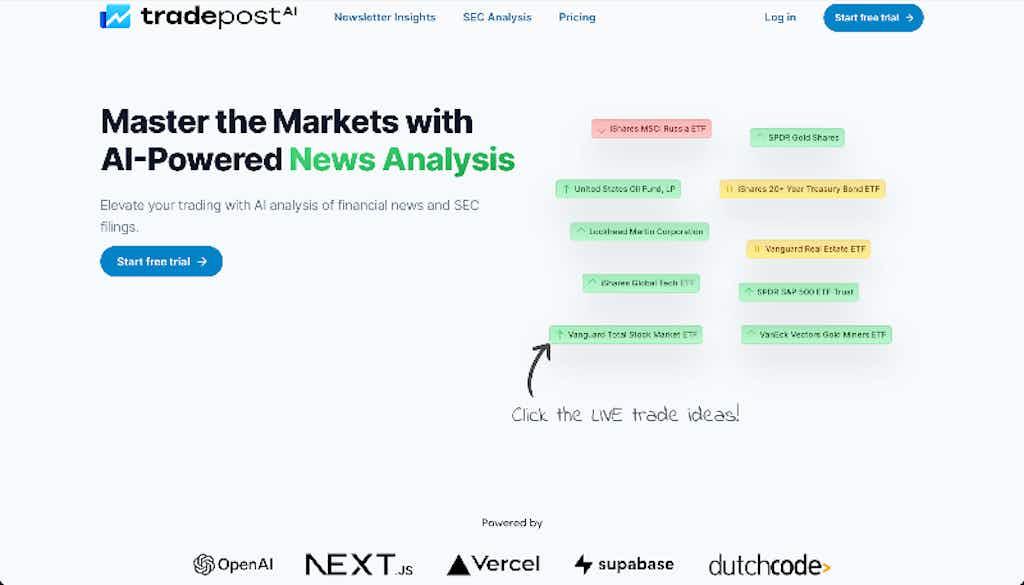 tradepost AI
Newsletter Insights
SEC Analysis
Pricing
Log in
Start free trial →
Master the Markets with
AI-Powered News Analysis
Elevate your trading with AI analysis of financial news and SEC
filings.
Start free trial →
iShares MSCI Russia ETF
SPDR Gold Shares
United States Oil Fund, LP
iShares 20+ Year Treasury Bond ETF
Lockheed Martin Corporation
Vanguard Real Estate ETF
iShares Global Tech ETF
SPDR S&P 500 ETF Trust
Vanguard Total Stock Market ETF
VanEck Vectors Gold Miners ETF
Click the LIVE trade ideas!
Powered by
OpenAI
NEXT.JS
Vercel
supabase
dutchcode>